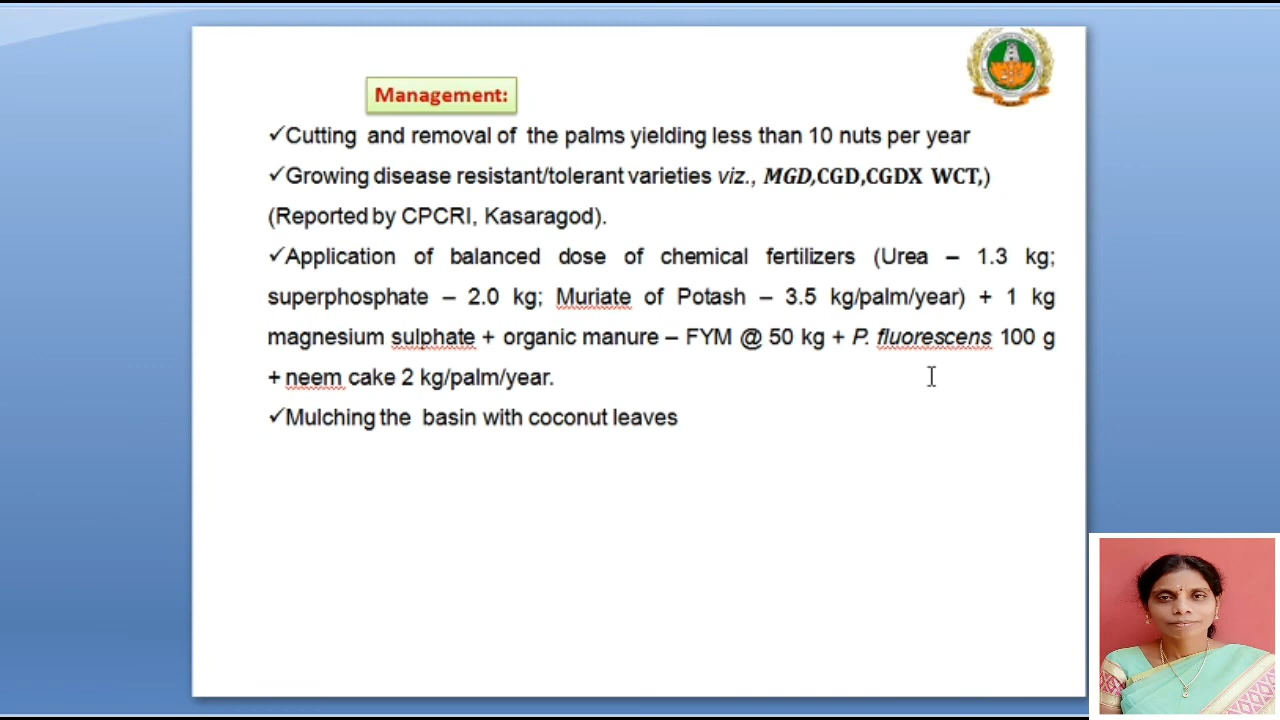 Management:
✓Cutting and removal of the palms yielding less than 10 nuts per year
✓Growing disease resistant/tolerant varieties viz., MGD,CGD,CGDX WCT,)
(Reported by CPCRI, Kasaragod).
✓Application of balanced dose of chemical fertilizers (Urea – 1.3 kg;
superphosphate – 2.0 kg; Muriate of Potash – 3.5 kg/palm/year) + 1 kg
magnesium sulphate + organic manure – FYM @ 50 kg + P. fluorescens 100 g
+ neem cake 2 kg/palm/year.
✓Mulching the basin with coconut leaves